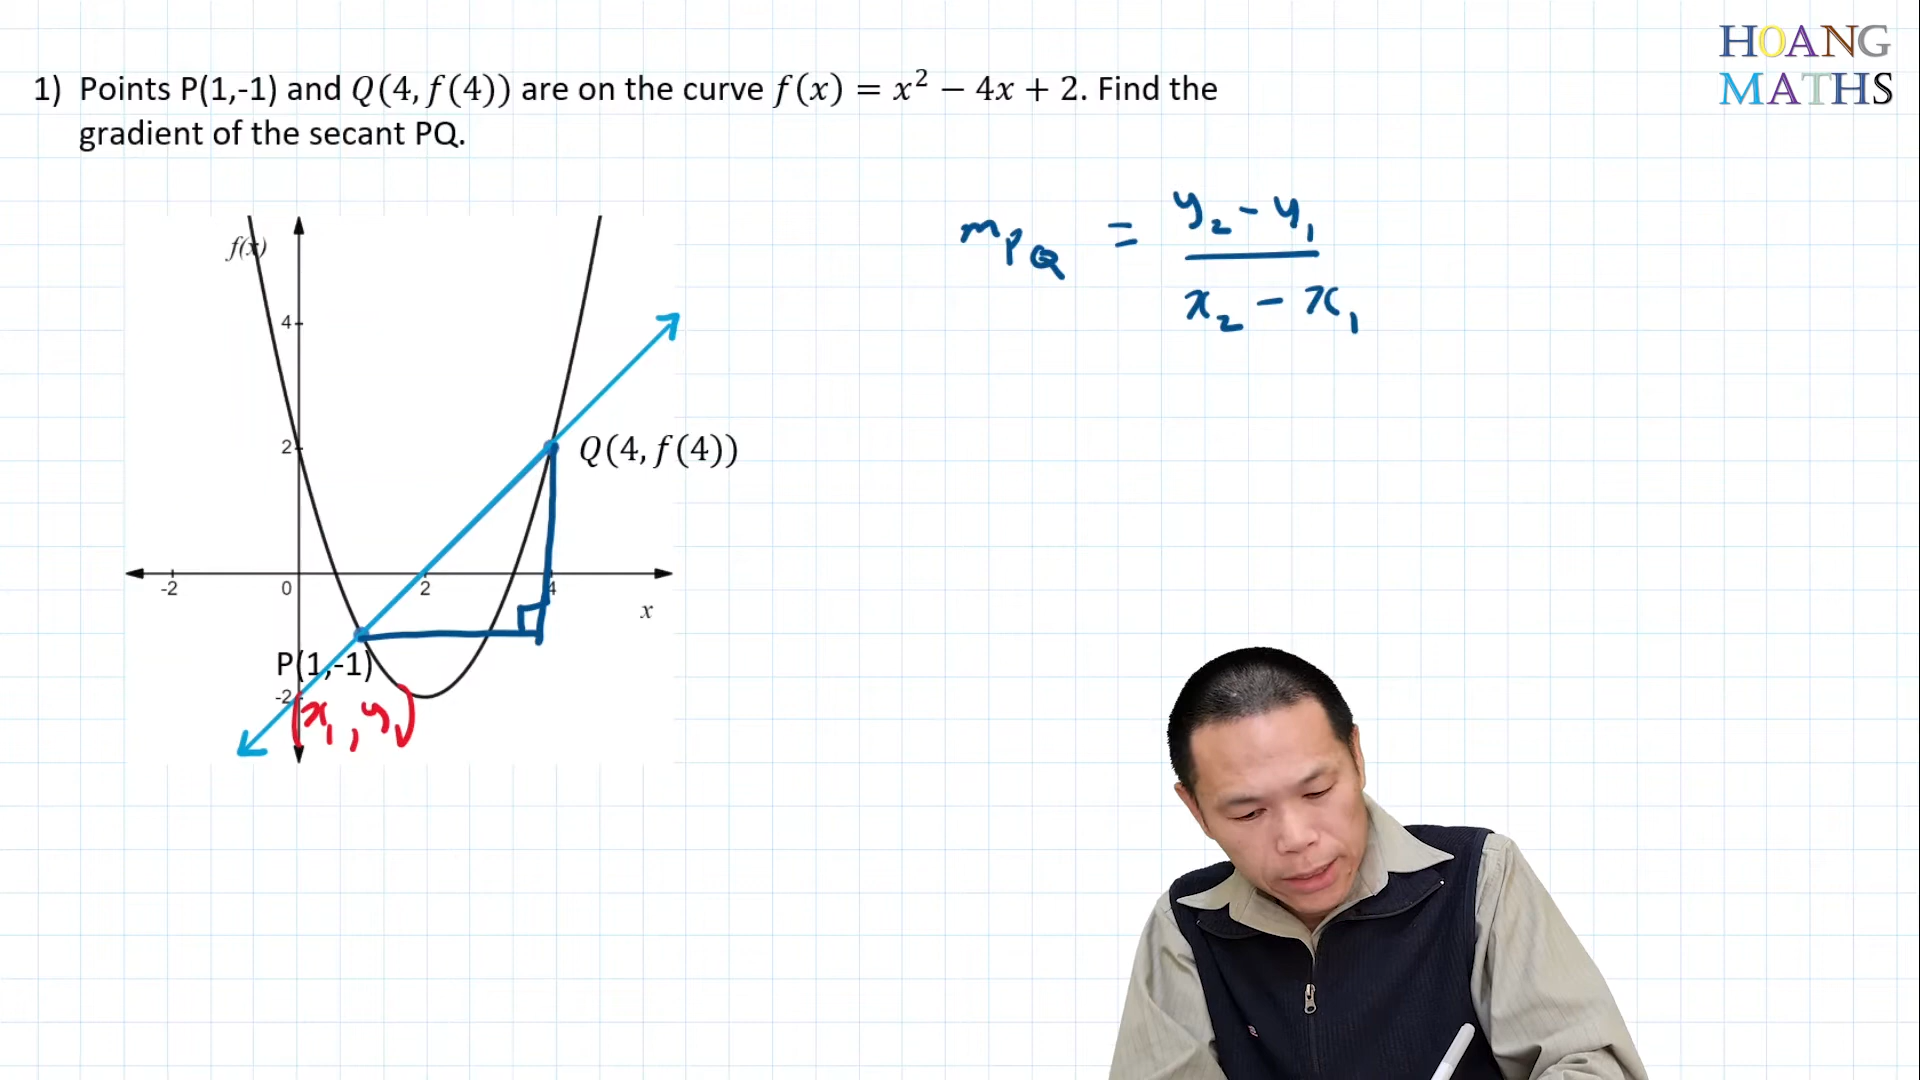 HOANG
MATHS
1) Points P(1,-1) and Q(4, f(4)) are on the curve f(x) = x² − 4x + 2. Find the
gradient of the secant PQ.
m_PQ = (y₂ - y₁) / (x₂ - x₁)
f(x)
4
2
Q(4, f(4))
-2 0 2 4
x
P(1,-1)
-2
(x₁, y₁)